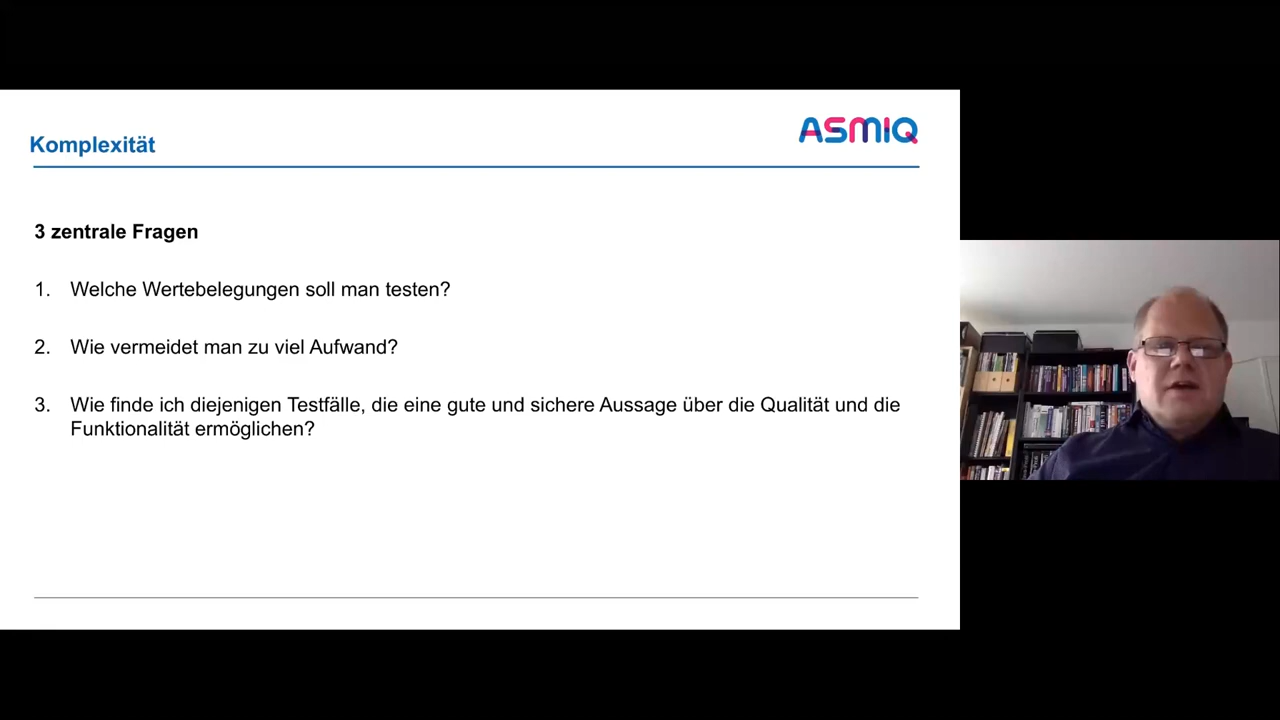 Komplexität
ASMIQ
3 zentrale Fragen
1. Welche Wertebelegungen soll man testen?
2. Wie vermeidet man zu viel Aufwand?
3. Wie finde ich diejenigen Testfälle, die eine gute und sichere Aussage über die Qualität und die
Funktionalität ermöglichen?